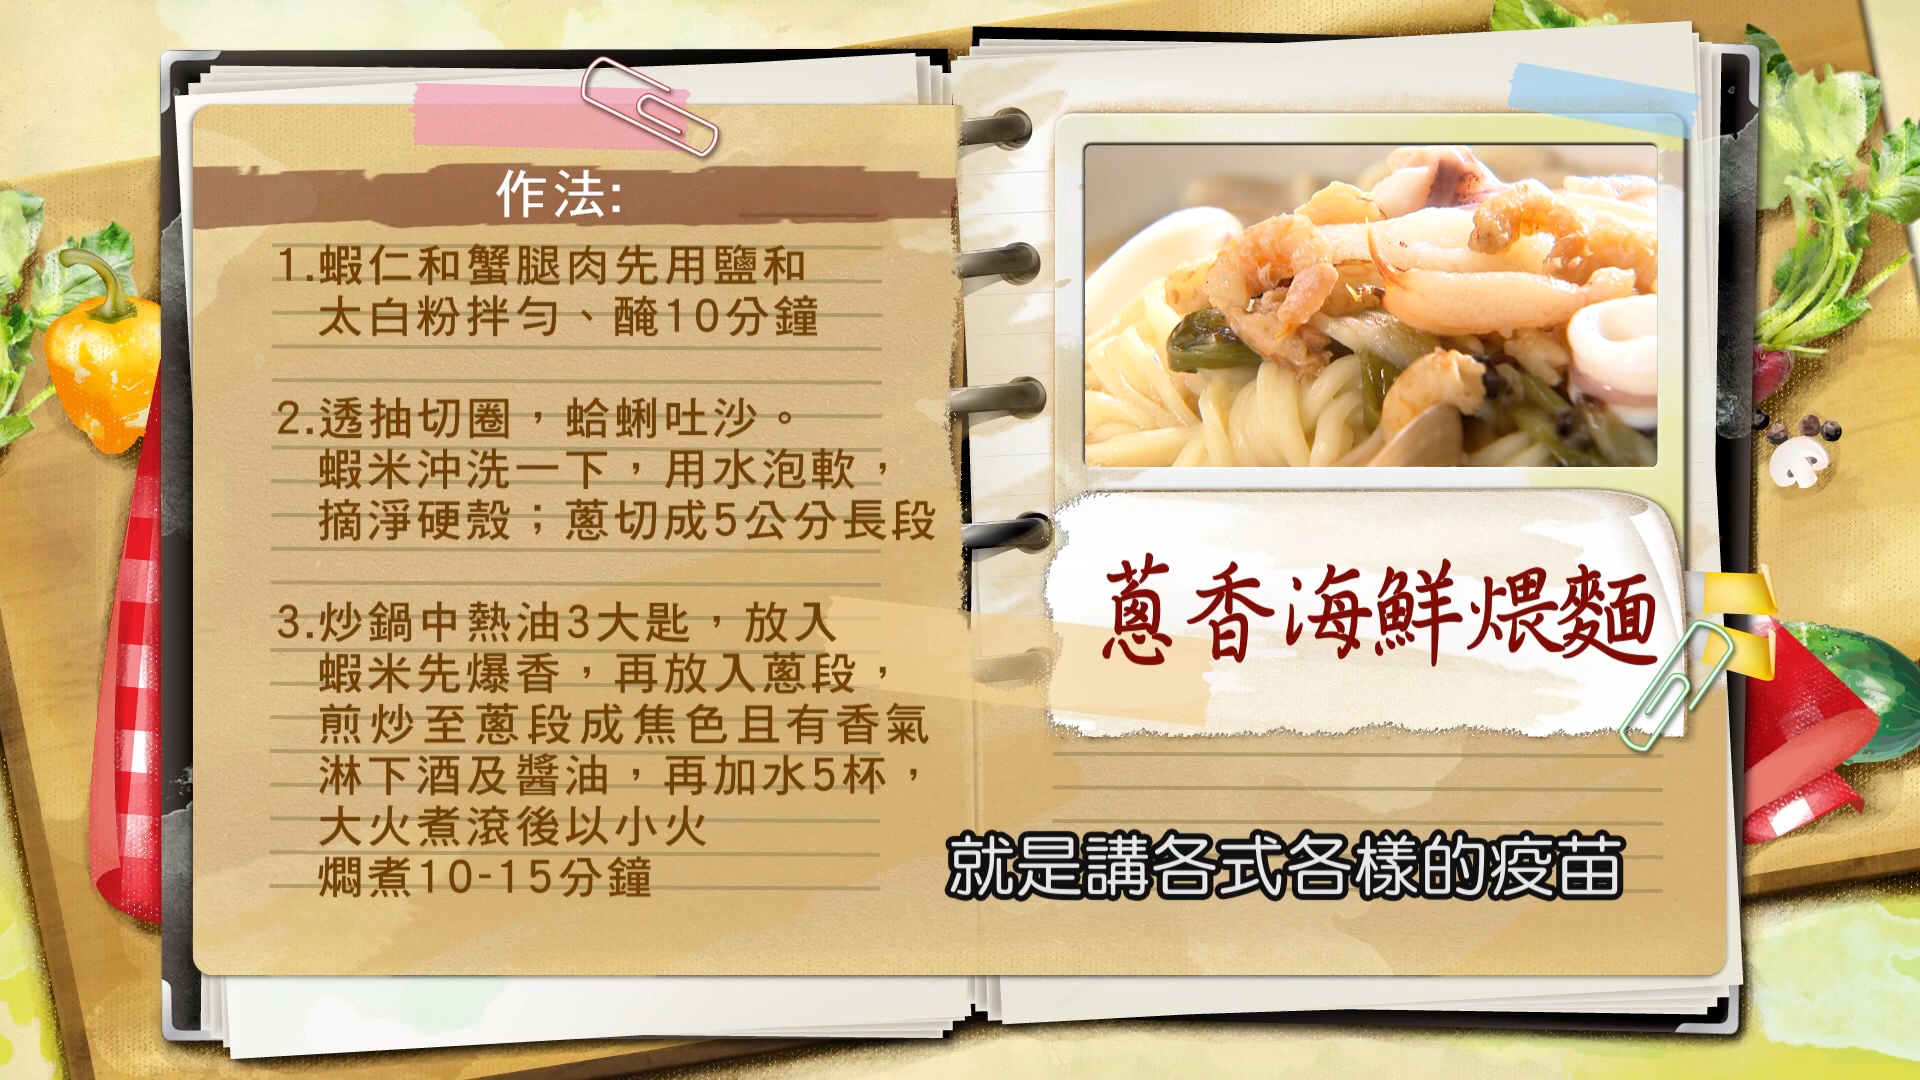 作法:
1.蝦仁和蟹腿肉先用鹽和
太白粉拌勻、醃10分鐘
2.透抽切圈，蛤蜊吐沙。
蝦米沖洗一下，用水泡軟，
摘淨硬殼；蔥切成5公分長段
3.炒鍋中熱油3大匙，放入
蝦米先爆香，再放入蔥段，
煎炒至蔥段成焦色且有香氣
淋下酒及醬油，再加水5杯，
大火煮滾後以小火
燜煮10-15分鐘
蔥香海鮮煨麵
就是講各式各樣的疫苗